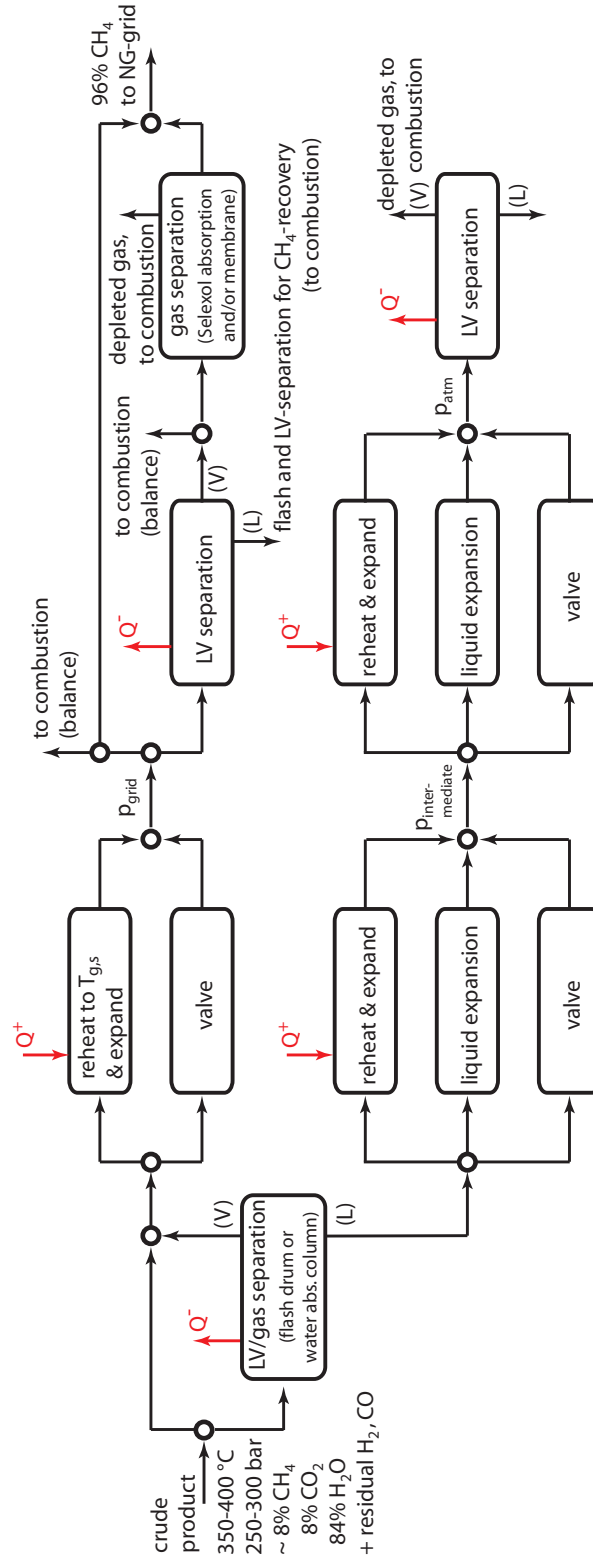 crude
product
350-400 °C
250-300 bar
~ 8% CH4
8% CO2
84% H2O
+ residual H2, CO
Q-
LV/gas separation
(flash drum or
water abs. column)
(V)
(L)
Q+
reheat to Tg,s
& expand
valve
pgrid
to combustion
(balance)
Q-
LV separation
(V)
(L)
to combustion
(balance)
flash and LV-separation for CH4-recovery
(to combustion)
depleted gas,
to combustion
gas separation
(Selexol absorption
and/or membrane)
96% CH4
to NG-grid
Q+
reheat & expand
liquid expansion
valve
pinter-
mediate
Q+
reheat & expand
liquid expansion
valve
patm
Q-
LV separation
(V)
(L)
depleted gas, to
combustion